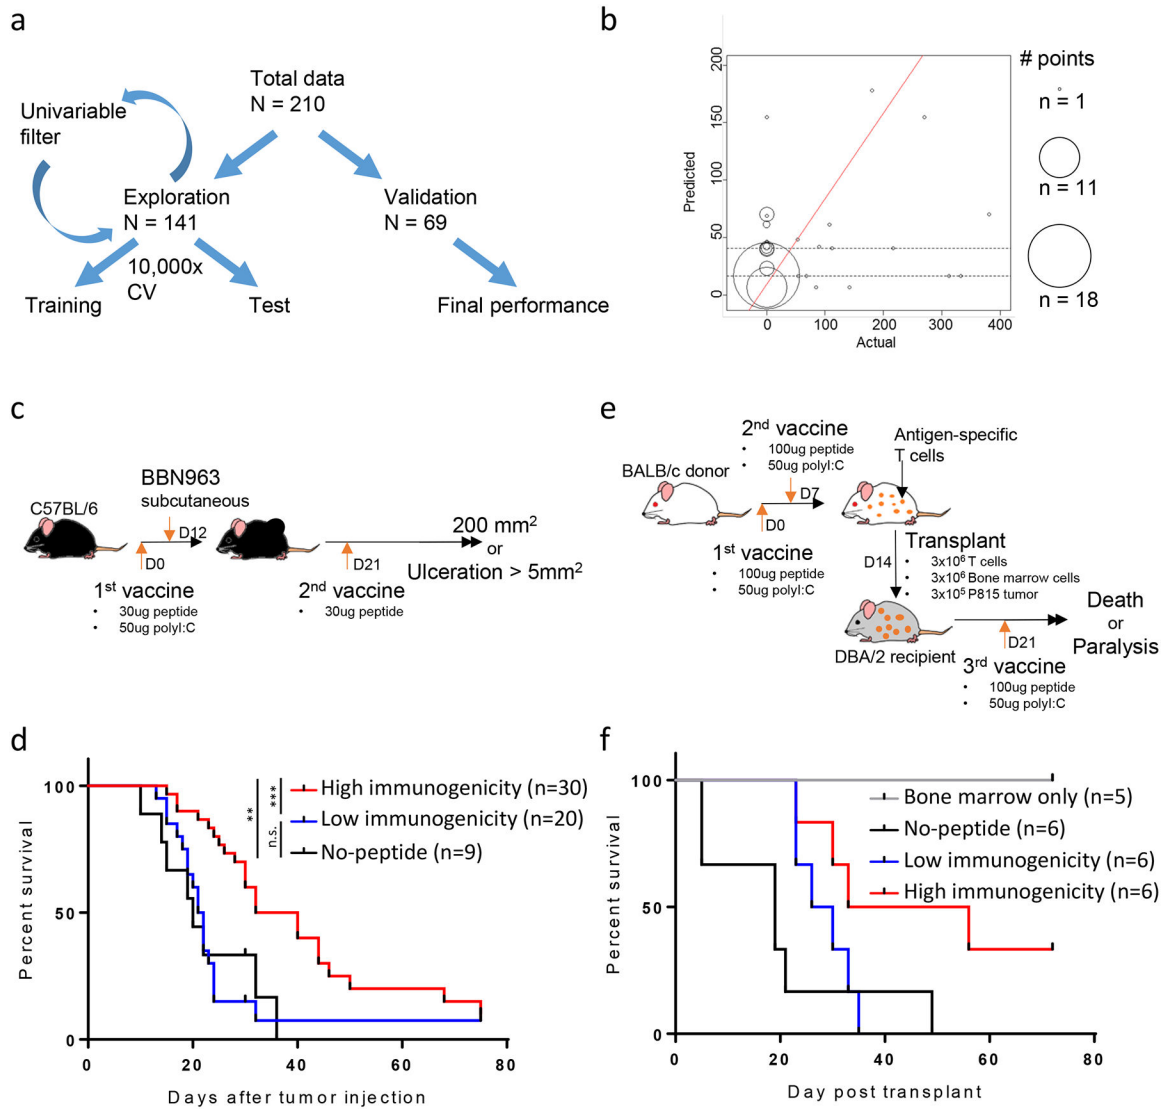 a
Total data
N = 210
Univariable
filter
Exploration
N = 141
Validation
N = 69
10,000x
CV
Training
Test
Final performance
b
# points
n = 1
n = 11
n = 18
Predicted
200
150
100
50
0
0 100 200 300 400
Actual
c
C57BL/6
BBN963
subcutaneous
D12
D0
1st vaccine
• 30ug peptide
• 50ug polyI:C
D21
2nd vaccine
• 30ug peptide
200 mm2
or
Ulceration > 5mm2
e
BALB/c donor
2nd vaccine
• 100ug peptide
• 50ug polyI:C
D7
D0
1st vaccine
• 100ug peptide
• 50ug polyI:C
Antigen-specific
T cells
D14
Transplant
• 3x106 T cells
• 3x106 Bone marrow cells
• 3x105 P815 tumor
DBA/2 recipient
D21
3rd vaccine
• 100ug peptide
• 50ug polyI:C
Death
or
Paralysis
d
Percent survival
100
50
0
0 20 40 60 80
Days after tumor injection
**
***
n.s.
High immunogenicity (n=30)
Low immunogenicity (n=20)
No-peptide (n=9)
f
Percent survival
100
50
0
0 20 40 60 80
Day post transplant
Bone marrow only (n=5)
No-peptide (n=6)
Low immunogenicity (n=6)
High immunogenicity (n=6)